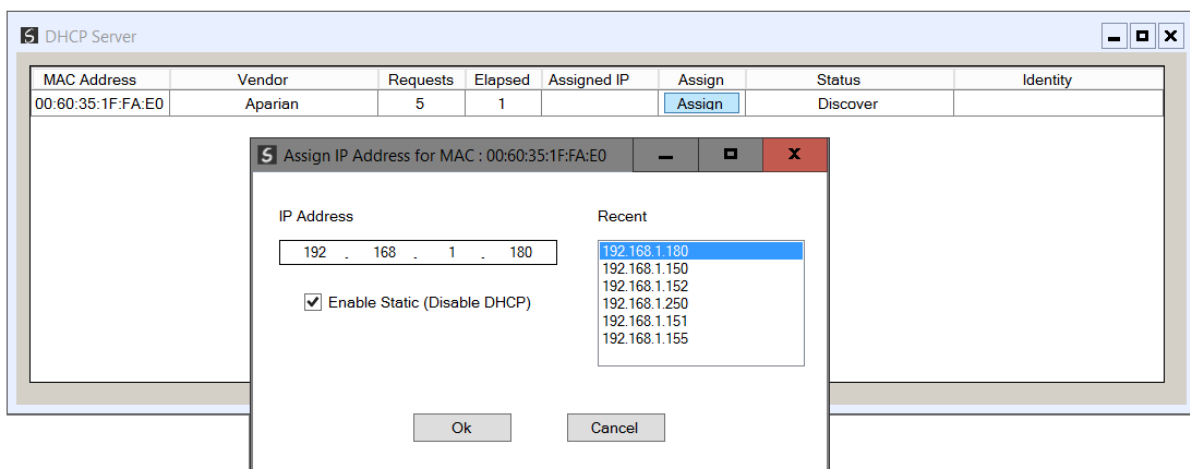 DHCP Server
MAC Address Vendor Requests Elapsed Assigned IP Assign Status Identity
00:60:35:1F:FA:E0 Aparian 5 1 Assign Discover
Assign IP Address for MAC : 00:60:35:1F:FA:E0
IP Address
192 . 168 . 1 . 180
Enable Static (Disable DHCP)
Recent
192.168.1.180
192.168.1.150
192.168.1.152
192.168.1.250
192.168.1.151
192.168.1.155
Ok Cancel